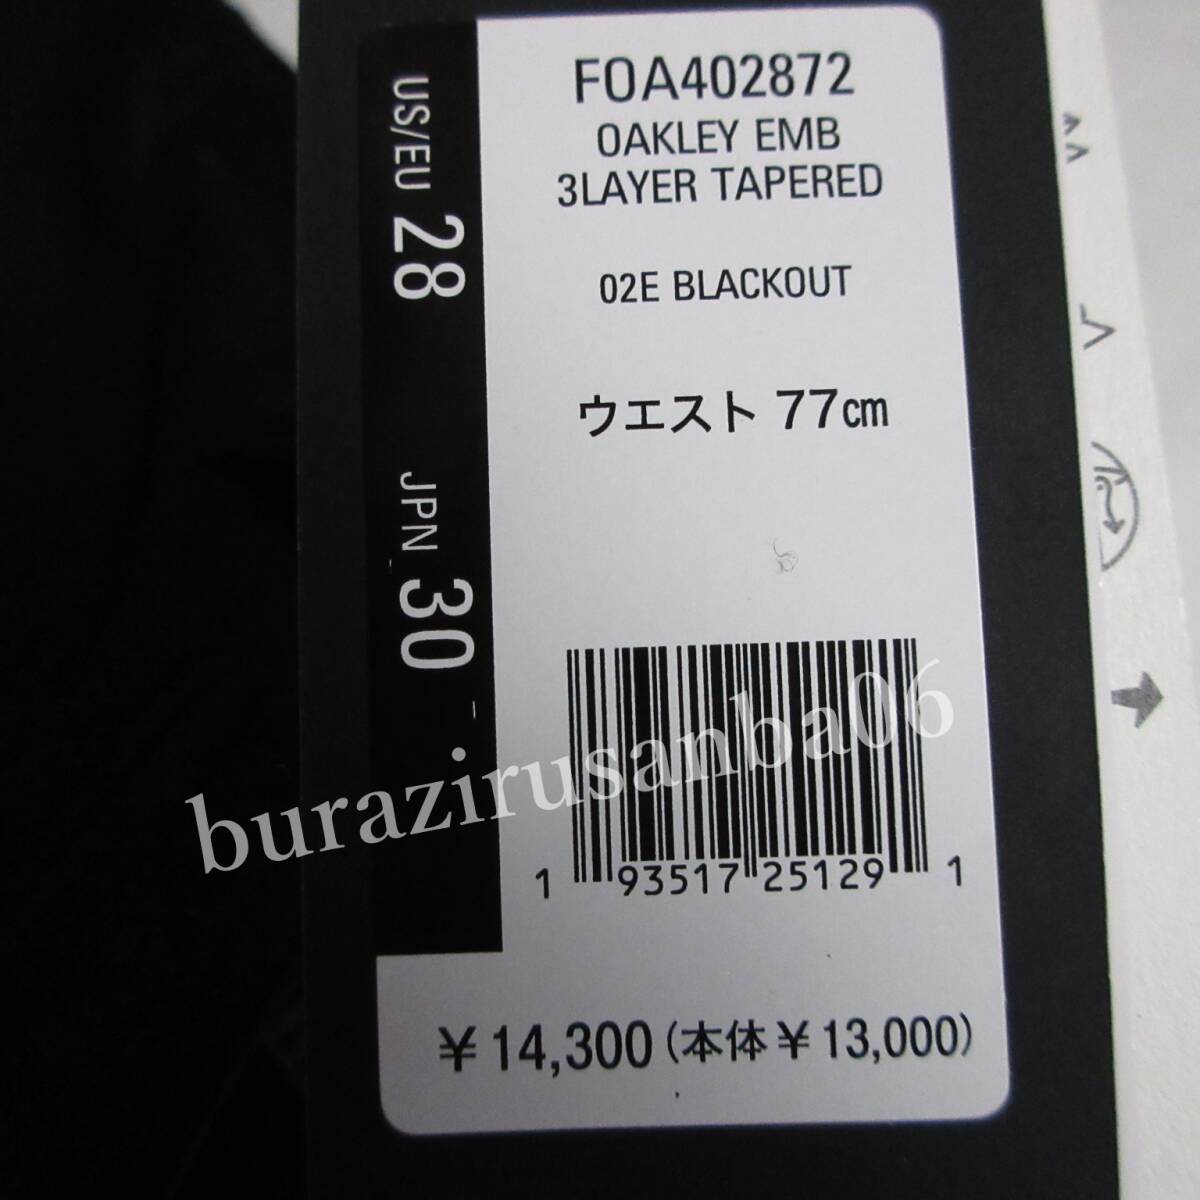 FOA402872
OAKLEY EMB
3LAYER TAPERED
02E BLACKOUT
ウエスト 77cm
US/EU 28
JPN 30
1 93517 25129 1
¥14,300 (本体¥13,000)
burazirusanba06